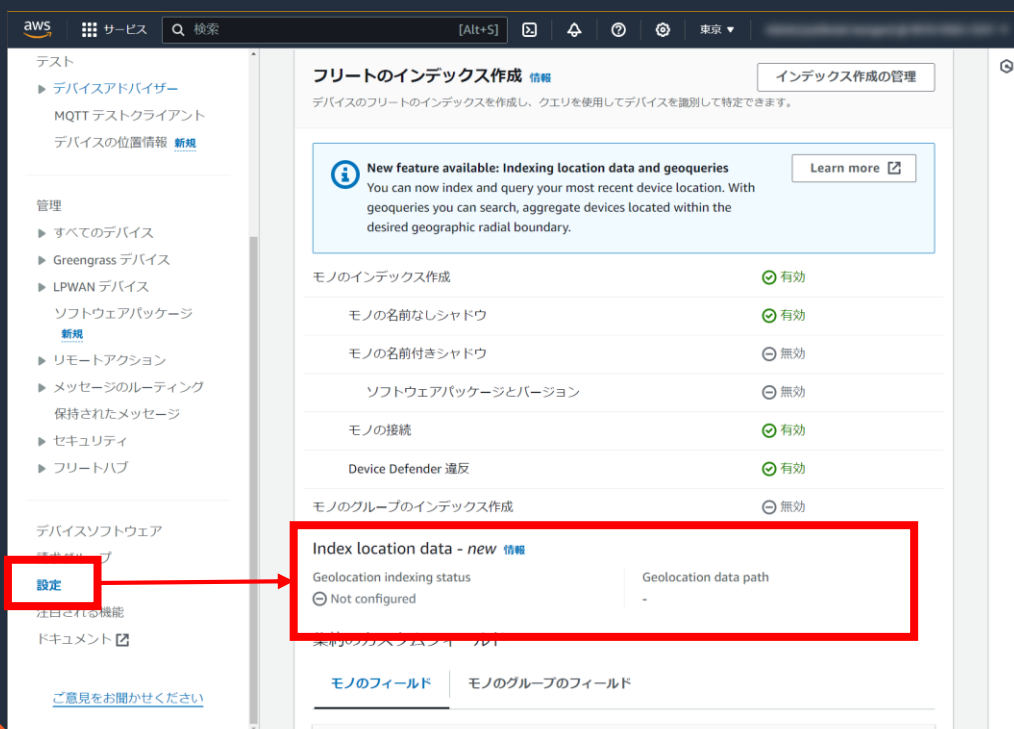 aws
サービス
検索
[Alt+S]
東京 ▼
テスト
デバイスアドバイザー
MQTT テストクライアント
デバイスの位置情報 新規
管理
すべてのデバイス
Greengrass デバイス
LPWAN デバイス
ソフトウェアパッケージ
新規
リモートアクション
メッセージのルーティング
保持されたメッセージ
セキュリティ
フリートハブ
デバイスソフトウェア
請求グループ
設定
注目される機能
ドキュメント
ご意見をお聞かせください
フリートのインデックス作成 情報
インデックス作成の管理
デバイスのフリートのインデックスを作成し、クエリを使用してデバイスを識別して特定できます。
New feature available: Indexing location data and geoqueries
You can now index and query your most recent device location. With
geoqueries you can search, aggregate devices located within the
desired geographic radial boundary.
Learn more
モノのインデックス作成 有効
モノの名前なしシャドウ 有効
モノの名前付きシャドウ 無効
ソフトウェアパッケージとバージョン 無効
モノの接続 有効
Device Defender 違反 有効
モノのグループのインデックス作成 無効
Index location data - new 情報
Geolocation indexing status
Not configured
Geolocation data path
-
集約のカスタムフィールド
モノのフィールド
モノのグループのフィールド